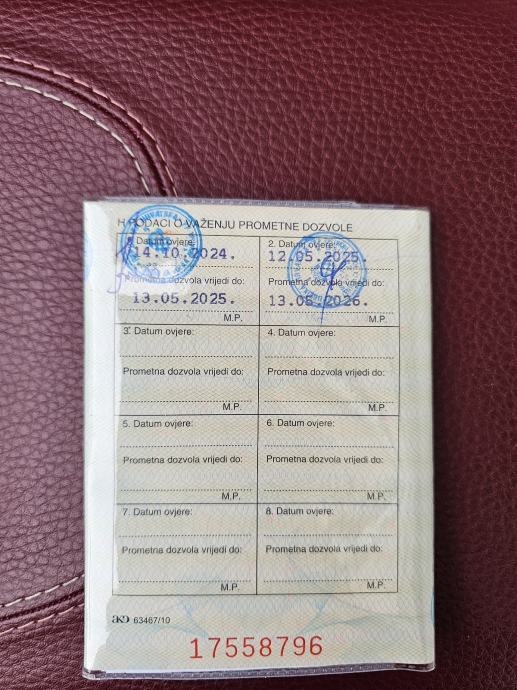 H PODACI O VAŽENJU PROMETNE DOZVOLE
1. Datum ovjere: 2. Datum ovjere:
14.10.2024. 12.05.2025.
Prometna dozvola vrijedi do: Prometna dozvola vrijedi do:
13.05.2025. 13.05.2026.
M.P. M.P.
3. Datum ovjere: 4. Datum ovjere:
Prometna dozvola vrijedi do: Prometna dozvola vrijedi do:
M.P. M.P.
5. Datum ovjere: 6. Datum ovjere:
Prometna dozvola vrijedi do: Prometna dozvola vrijedi do:
M.P. M.P.
7. Datum ovjere: 8. Datum ovjere:
Prometna dozvola vrijedi do: Prometna dozvola vrijedi do:
M.P. M.P.
AKD 63467/10
17558796